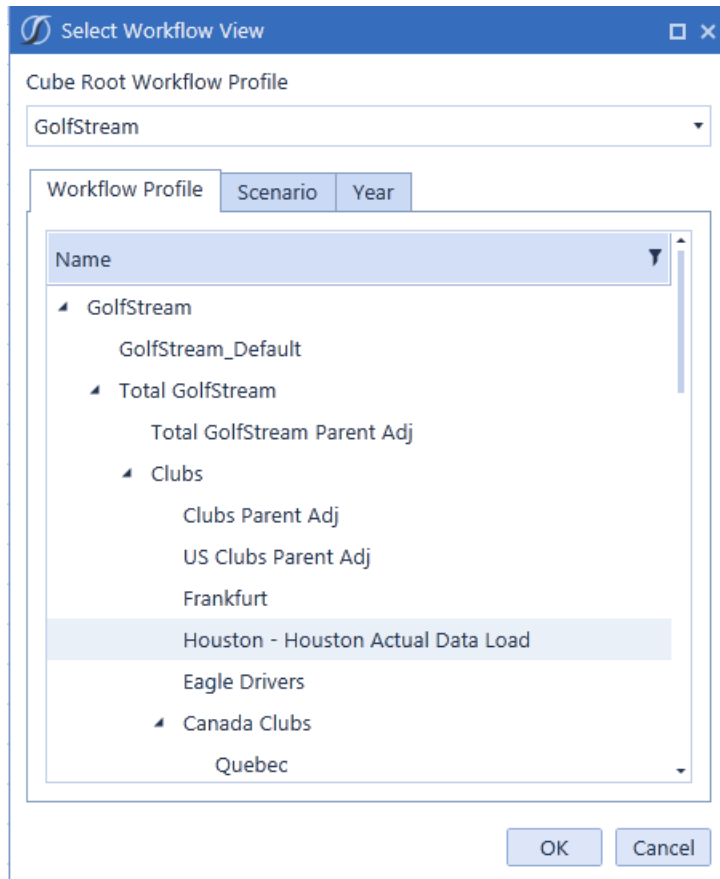 Select Workflow View
Cube Root Workflow Profile
GolfStream
Workflow Profile Scenario Year
Name
GolfStream
GolfStream_Default
Total GolfStream
Total GolfStream Parent Adj
Clubs
Clubs Parent Adj
US Clubs Parent Adj
Frankfurt
Houston - Houston Actual Data Load
Eagle Drivers
Canada Clubs
Quebec
OK Cancel